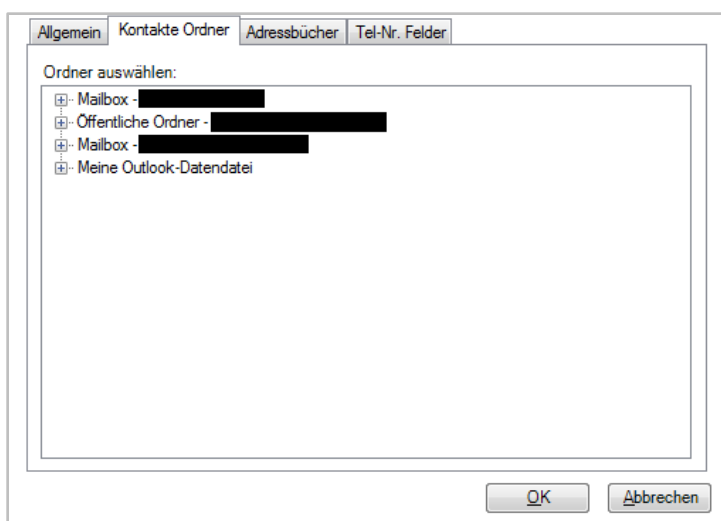 Allgemein Kontakte Ordner Adressbücher Tel-Nr. Felder
Ordner auswählen:
Mailbox -
Öffentliche Ordner -
Mailbox -
Meine Outlook-Datendatei
OK Abbrechen